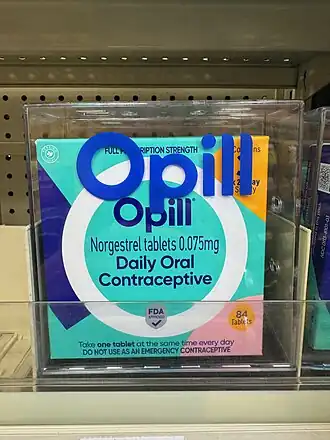 FULL PRESCRIPTION STRENGTH
Opill
Opill
Norgestrel tablets 0.075mg
Daily Oral
Contraceptive
FDA
APPROVED
84
Tablets
Take one tablet at the same time every day
DO NOT USE AS AN EMERGENCY CONTRACEPTIVE